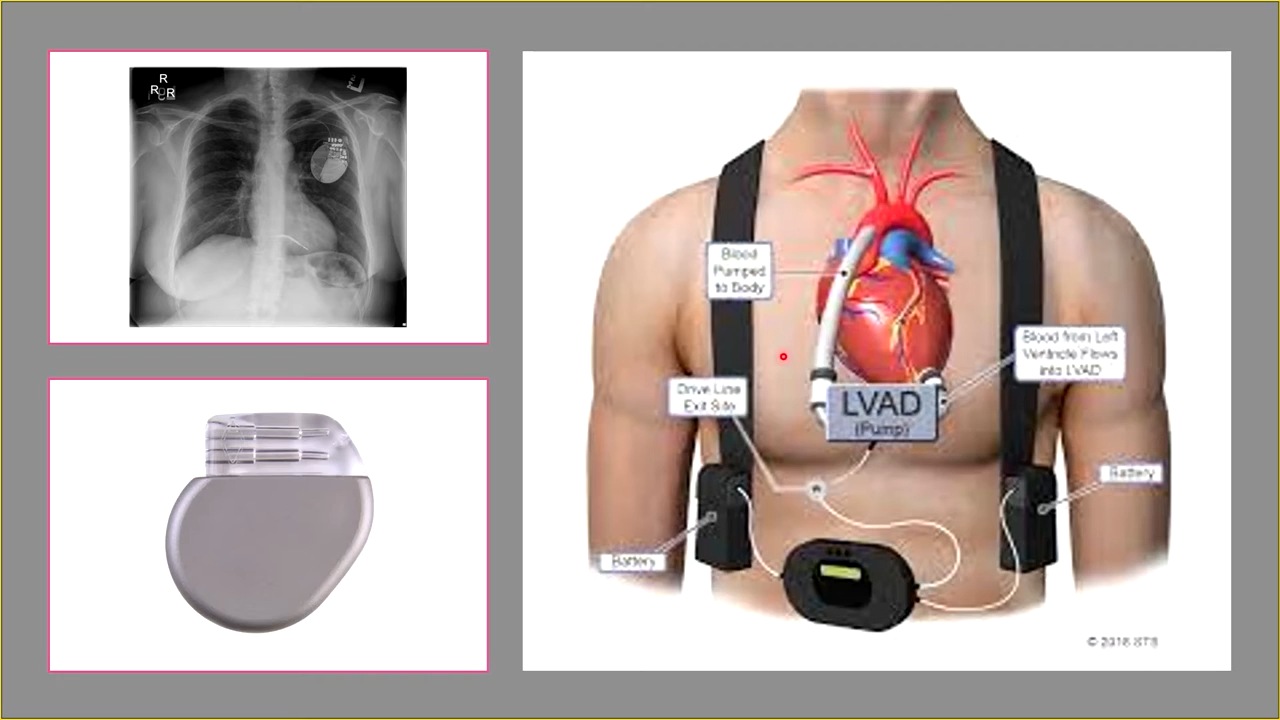 R
R R
L
Blood
Pumped
to Body
Blood from Left
Ventricle Flows
into LVAD
Drive Line
Exit Site
LVAD
(Pump)
Battery
Battery
© 2018 STS